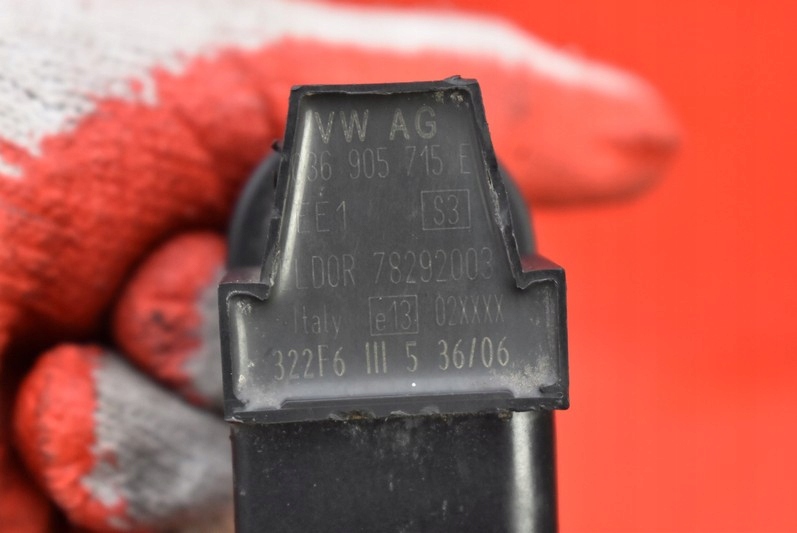 VW AG
36 905 715 E
EE1 S3
LDOR 78292003
Italy e13 02XXXX
322F6 III 5 36/06